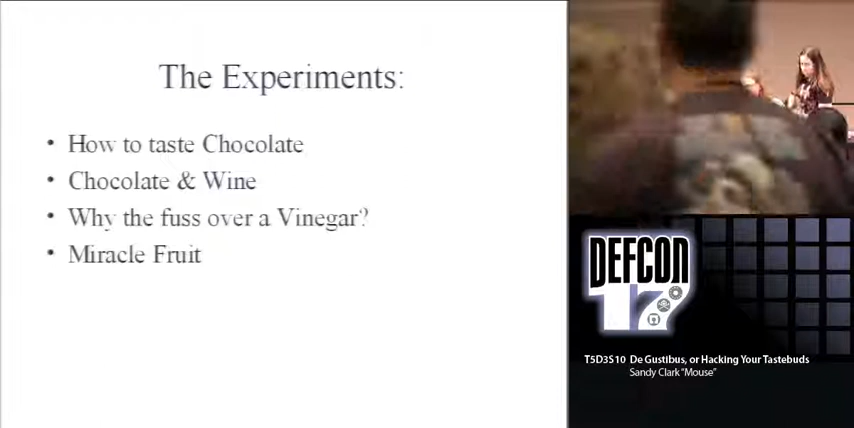 The Experiments:
• How to taste Chocolate
• Chocolate & Wine
• Why the fuss over a Vinegar?
• Miracle Fruit
DEFCON
17
T5D3S10 De Gustibus, or Hacking Your Tastebuds
Sandy Clark "Mouse"